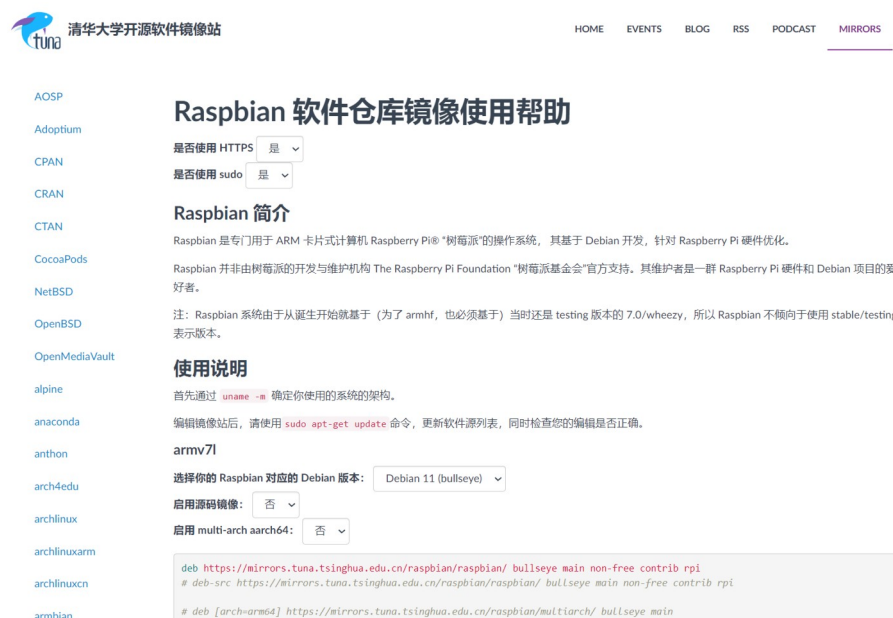 tuna
清华大学开源软件镜像站
HOME EVENTS BLOG RSS PODCAST MIRRORS
AOSP
Adoptium
CPAN
CRAN
CTAN
CocoaPods
NetBSD
OpenBSD
OpenMediaVault
alpine
anaconda
anthon
arch4edu
archlinux
archlinuxarm
archlinuxcn
armbian
Raspbian 软件仓库镜像使用帮助
是否使用 HTTPS 是
是否使用 sudo 是
Raspbian 简介
Raspbian 是专门用于 ARM 卡片式计算机 Raspberry Pi® “树莓派”的操作系统， 其基于 Debian 开发，针对 Raspberry Pi 硬件优化。
Raspbian 并非由树莓派的开发与维护机构 The Raspberry Pi Foundation “树莓派基金会”官方支持。其维护者是一群 Raspberry Pi 硬件和 Debian 项目的爱
好者。
注：Raspbian 系统由于从诞生开始就基于（为了 armhf，也必须基于）当时还是 testing 版本的 7.0/wheezy，所以 Raspbian 不倾向于使用 stable/testing
表示版本。
使用说明
首先通过 uname -m 确定你使用的系统的架构。
编辑镜像站后，请使用 sudo apt-get update 命令，更新软件源列表，同时检查您的编辑是否正确。
armv7l
选择你的 Raspbian 对应的 Debian 版本： Debian 11 (bullseye)
启用源码镜像： 否
启用 multi-arch aarch64： 否
deb https://mirrors.tuna.tsinghua.edu.cn/raspbian/raspbian/ bullseye main non-free contrib rpi
# deb-src https://mirrors.tuna.tsinghua.edu.cn/raspbian/raspbian/ bullseye main non-free contrib rpi
# deb [arch=arm64] https://mirrors.tuna.tsinghua.edu.cn/raspbian/multiarch/ bullseye main